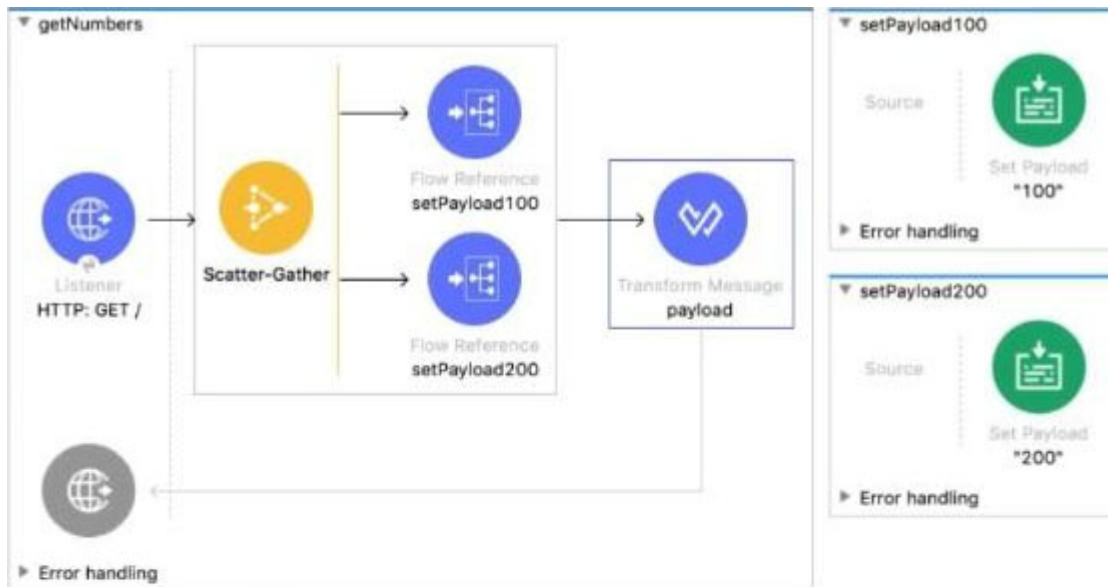 getNumbers
Listener
HTTP: GET /
Scatter-Gather
Flow Reference
setPayload100
Flow Reference
setPayload200
Transform Message
payload
Error handling
setPayload100
Source
Set Payload
"100"
Error handling
setPayload200
Source
Set Payload
"200"
Error handling